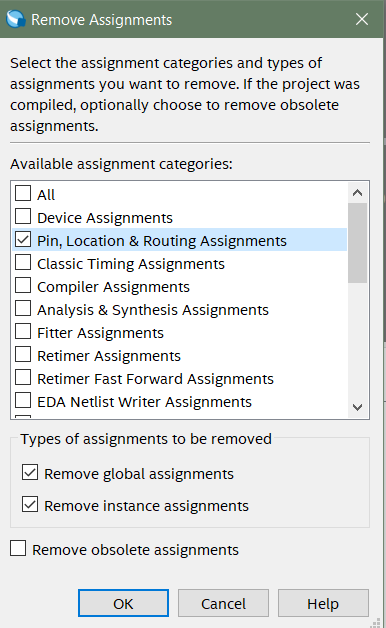 Remove Assignments
Select the assignment categories and types of
assignments you want to remove. If the project was
compiled, optionally choose to remove obsolete
assignments.
Available assignment categories:
All
Device Assignments
Pin, Location & Routing Assignments
Classic Timing Assignments
Compiler Assignments
Analysis & Synthesis Assignments
Fitter Assignments
Retimer Assignments
Retimer Fast Forward Assignments
EDA Netlist Writer Assignments
Types of assignments to be removed
Remove global assignments
Remove instance assignments
Remove obsolete assignments
OK Cancel Help